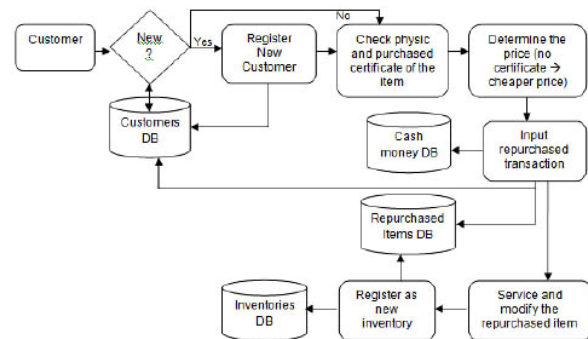 Customer
New
?
Yes
No
Register
New
Customer
Check physic
and purchased
certificate of the
item
Determine the
price (no
certificate →
cheaper price)
Customers
DB
Cash
money DB
Input
repurchased
transaction
Repurchased
Items DB
Inventories
DB
Register as
new
inventory
Service and
modify the
repurchased item